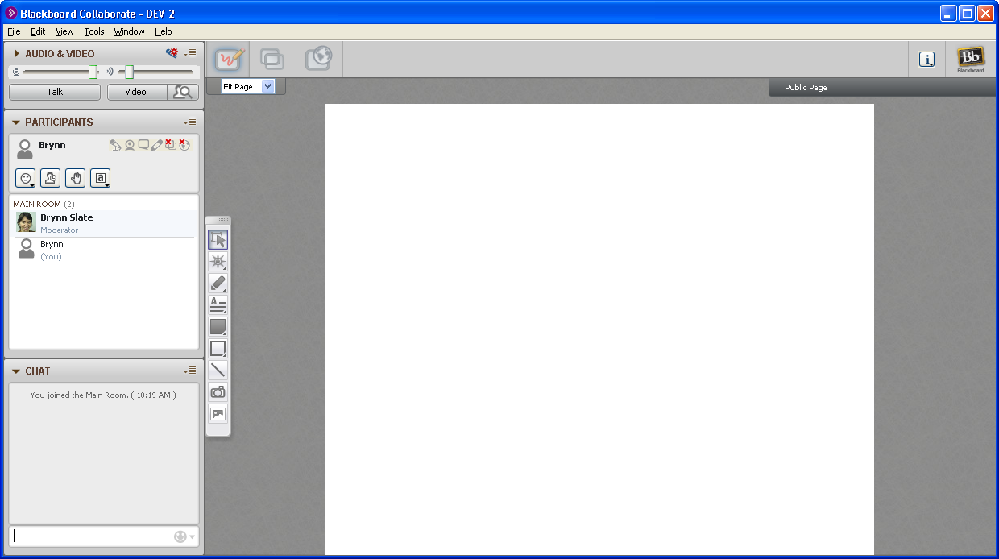 Blackboard Collaborate - DEV 2
File Edit View Tools Window Help
AUDIO & VIDEO
Talk Video
PARTICIPANTS
Brynn
a
MAIN ROOM (2)
Brynn Slate
Moderator
Brynn
(You)
CHAT
- You joined the Main Room. ( 10:19 AM ) -
Fit Page
Public Page
A
i
Bb
Blackboard